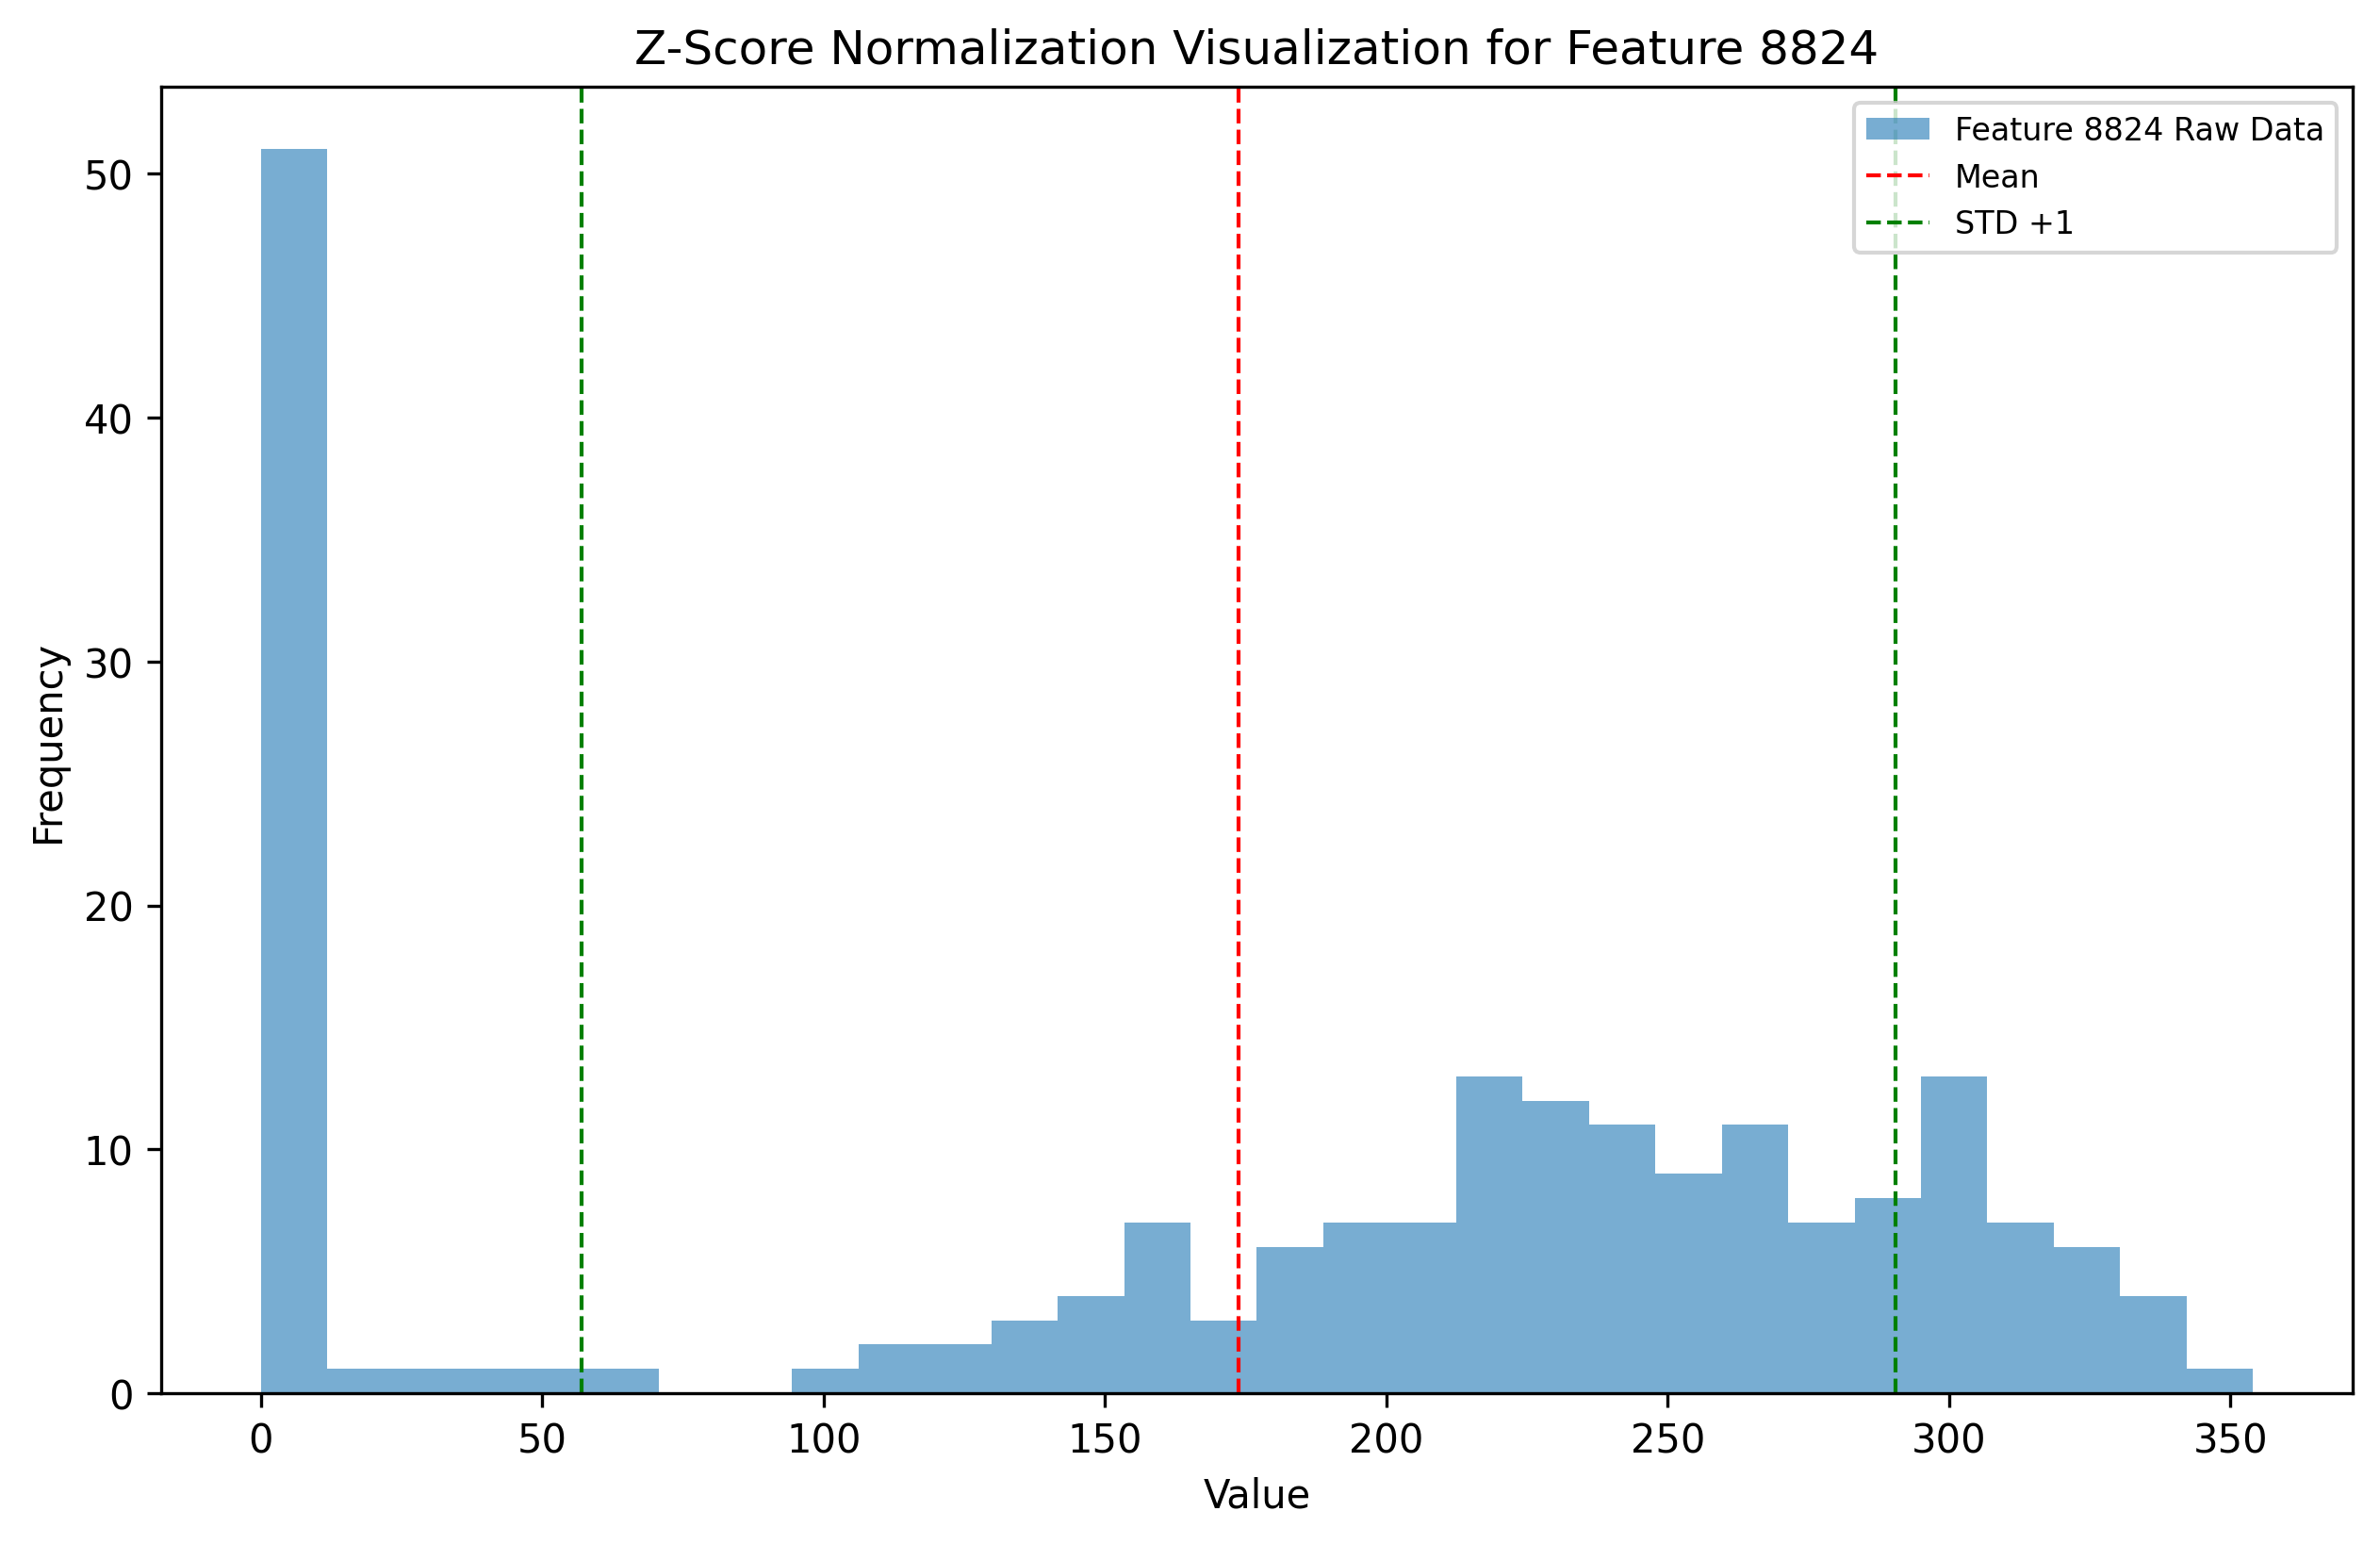 Z-Score Normalization Visualization for Feature 8824
Feature 8824 Raw Data
Mean
STD +1
50
40
30
20
10
0
Frequency
0 50 100 150 200 250 300 350
Value